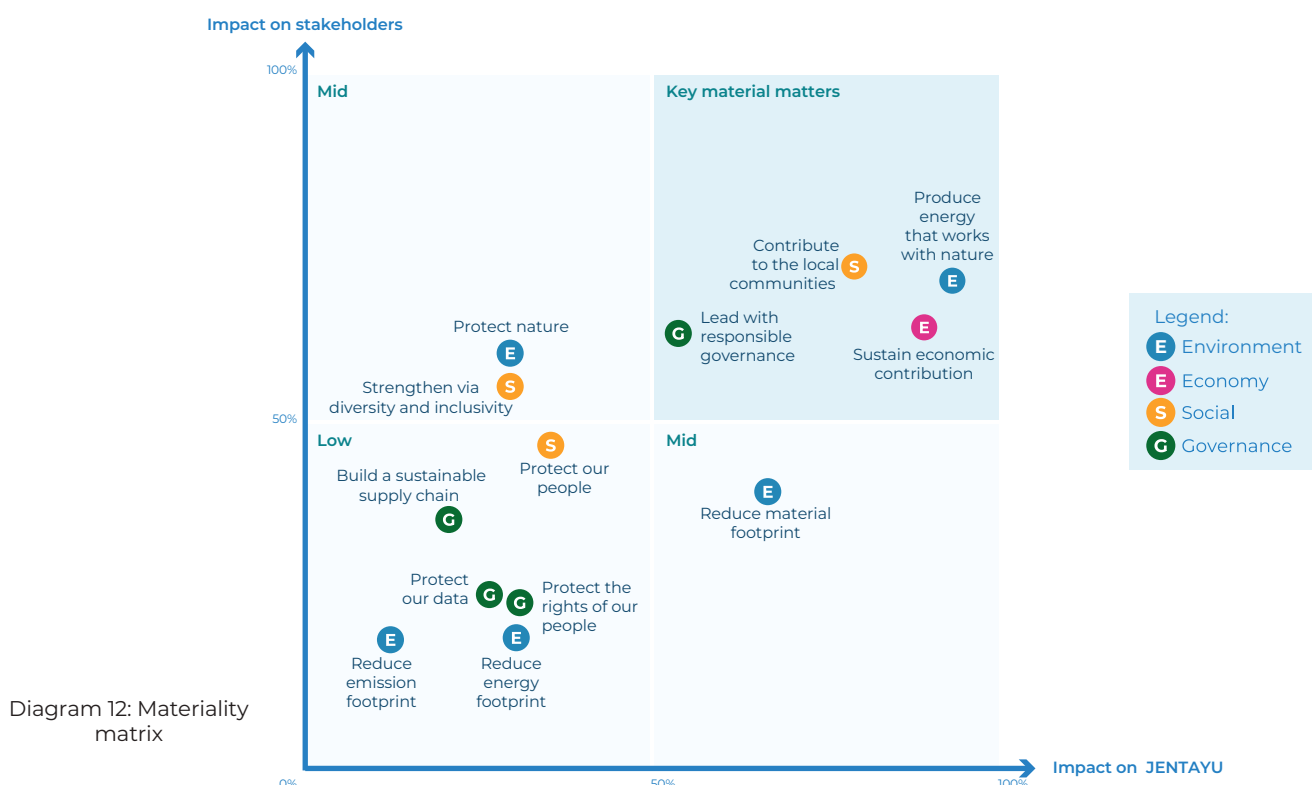 Impact on stakeholders
100%
Mid
Key material matters
Produce
energy
that works
with nature
E
Contribute
to the local
communities
S
Lead with
responsible
governance
G
E
Sustain economic
contribution
Protect nature
E
Strengthen via
diversity and inclusivity
S
Legend:
E Environment
E Economy
S Social
G Governance
50%
Low
Mid
S
Protect our
people
Build a sustainable
supply chain
G
E
Reduce material
footprint
Protect
our data
G
G
Protect the
rights of our
people
E
Reduce
emission
footprint
E
Reduce
energy
footprint
Diagram 12: Materiality
matrix
0%
50%
100%
Impact on JENTAYU